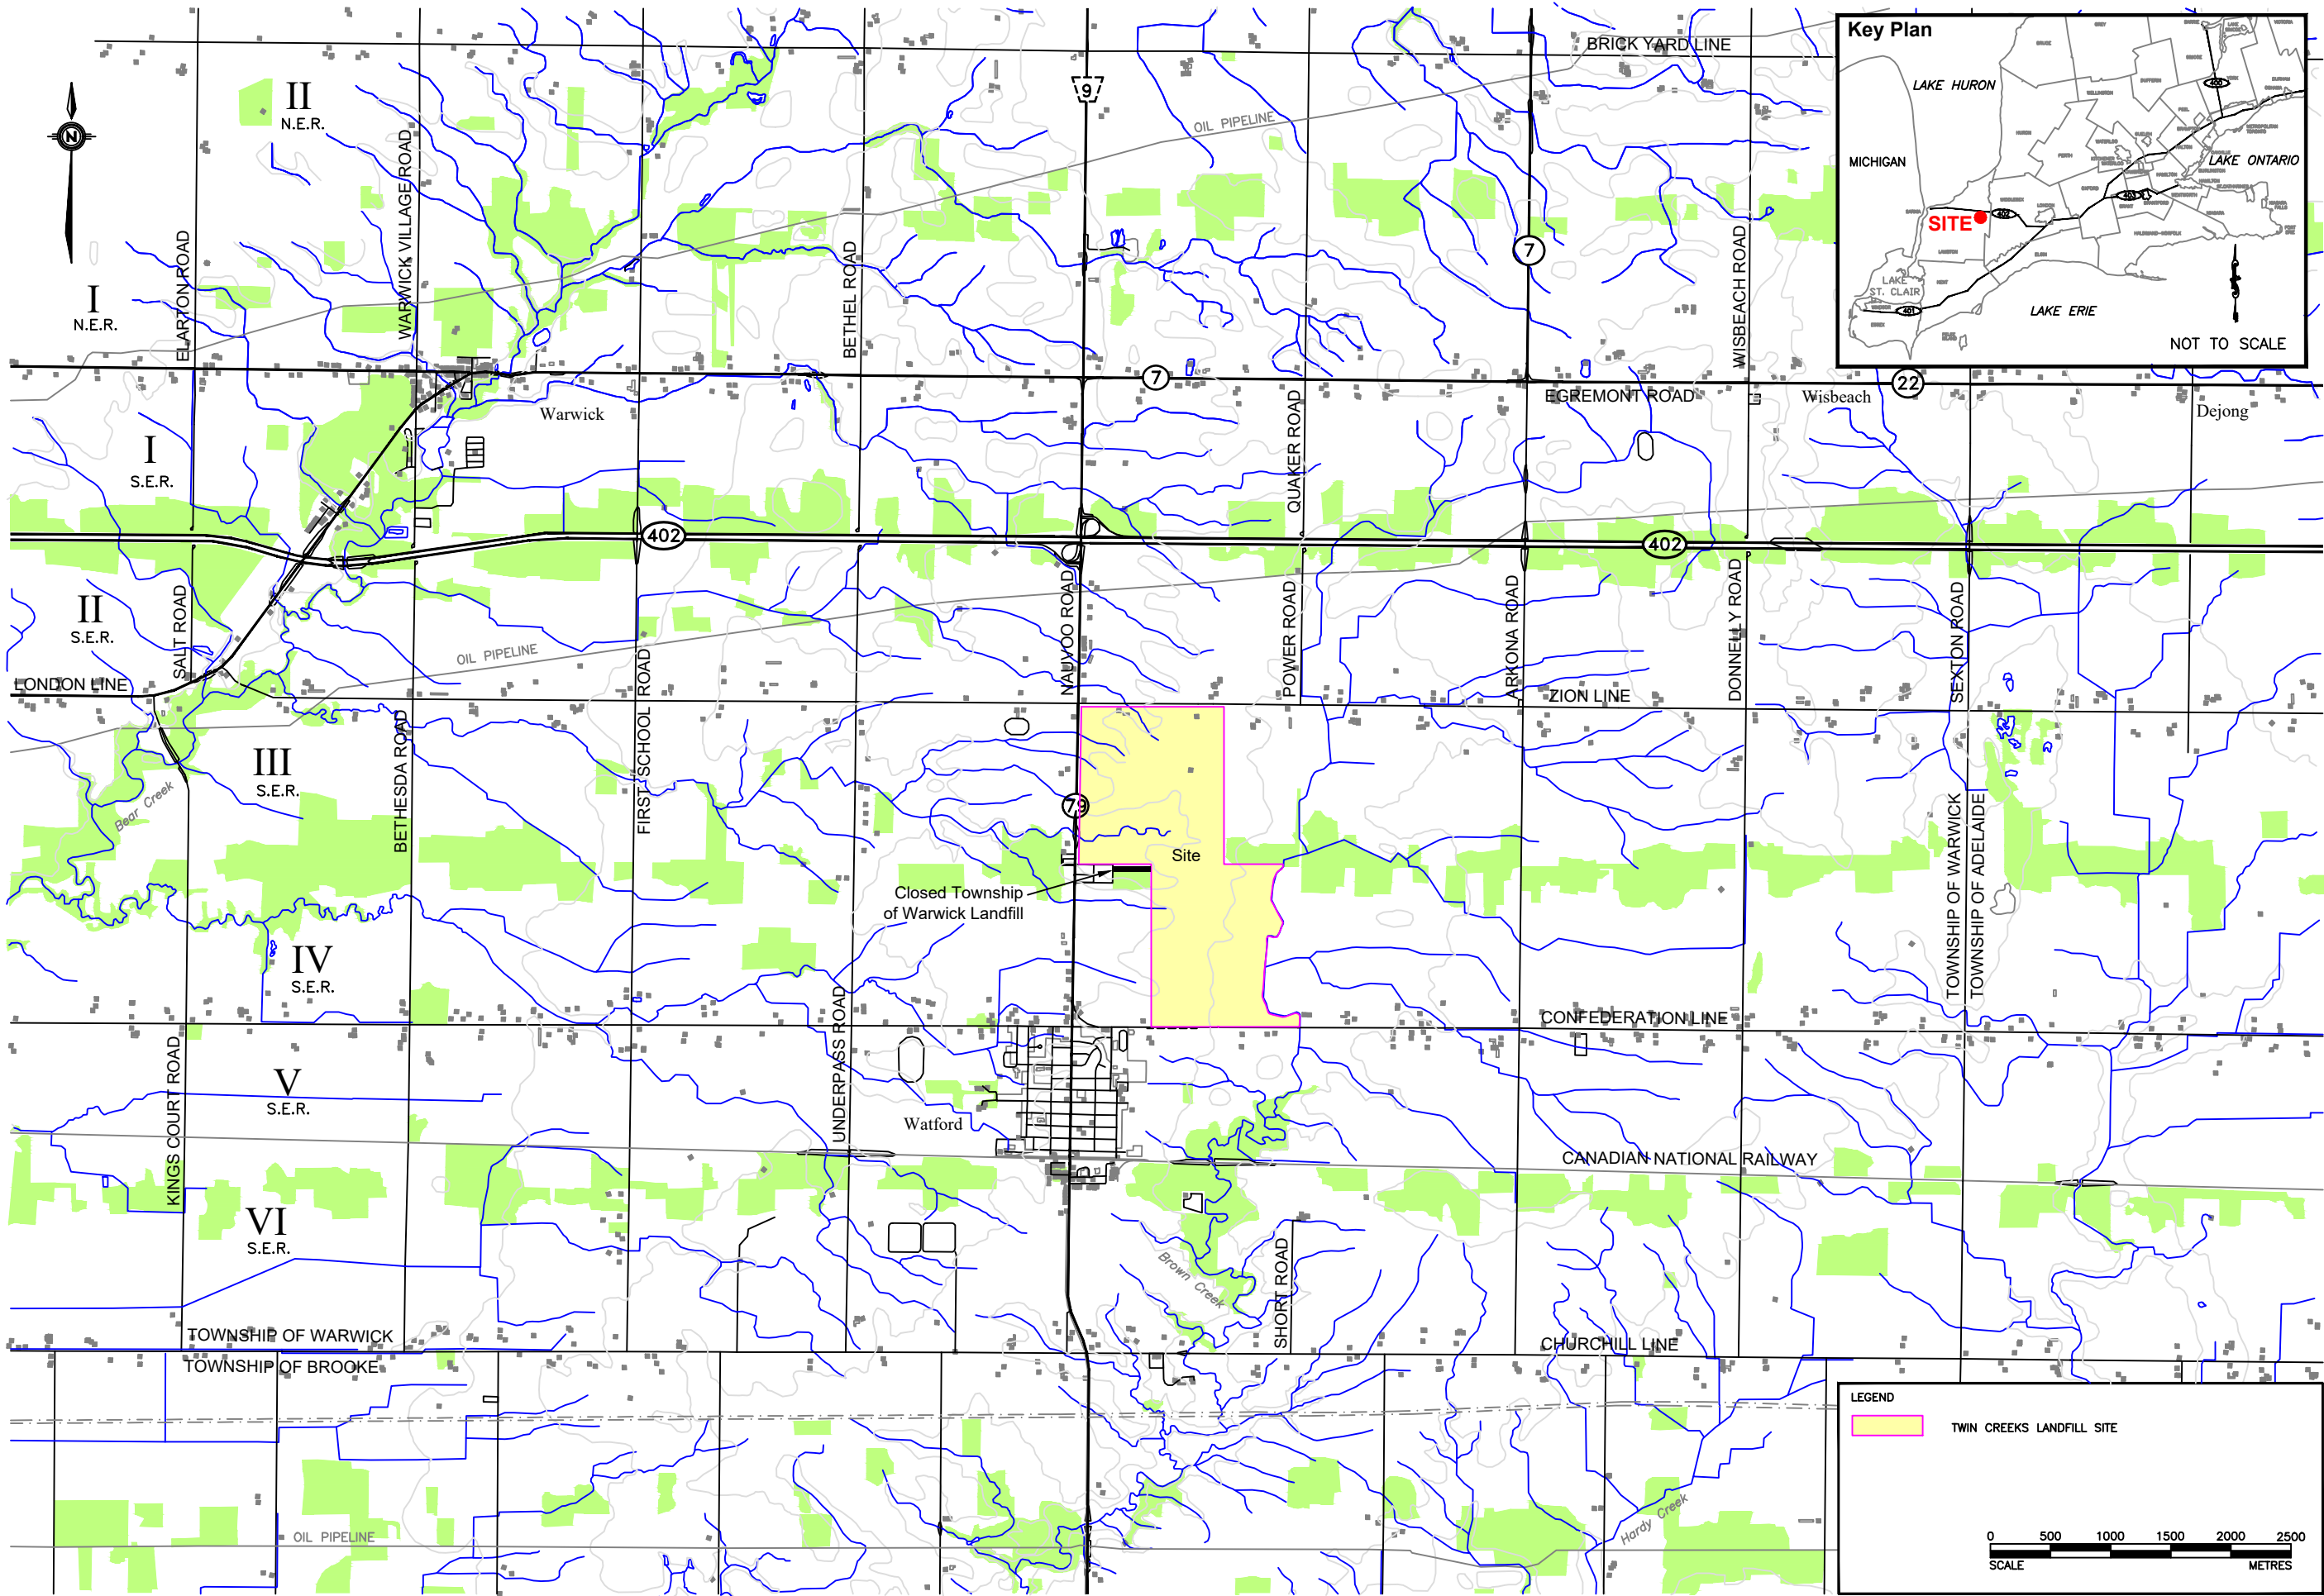 BRICK YARD LINE
Key Plan
LAKE HURON
MICHIGAN
LAKE ONTARIO
SITE
LAKE
ST. CLAIR
LAKE ERIE
NOT TO SCALE
400
402
403
401
II
N.E.R.
N
9
OIL PIPELINE
WARWICK VILLAGE ROAD
ELARTON ROAD
BETHEL ROAD
7
WISBEACH ROAD
I
N.E.R.
7
22
EGREMONT ROAD
Wisbeach
Dejong
Warwick
QUAKER ROAD
I
S.E.R.
402
402
II
S.E.R.
SALT ROAD
OIL PIPELINE
FIRST SCHOOL ROAD
NAUVOO ROAD
POWER ROAD
ARKONA ROAD
DONNELLY ROAD
SEXTON ROAD
LONDON LINE
ZION LINE
BETHESDA ROAD
III
S.E.R.
Bear Creek
79
Site
Closed Township
of Warwick Landfill
TOWNSHIP OF WARWICK
TOWNSHIP OF ADELAIDE
IV
S.E.R.
UNDERPASS ROAD
CONFEDERATION LINE
KINGS COURT ROAD
V
S.E.R.
Watford
CANADIAN NATIONAL RAILWAY
VI
S.E.R.
Brown Creek
SHORT ROAD
TOWNSHIP OF WARWICK
TOWNSHIP OF BROOKE
CHURCHILL LINE
LEGEND
TWIN CREEKS LANDFILL SITE
Hardy Creek
OIL PIPELINE
0 500 1000 1500 2000 2500
SCALE METRES